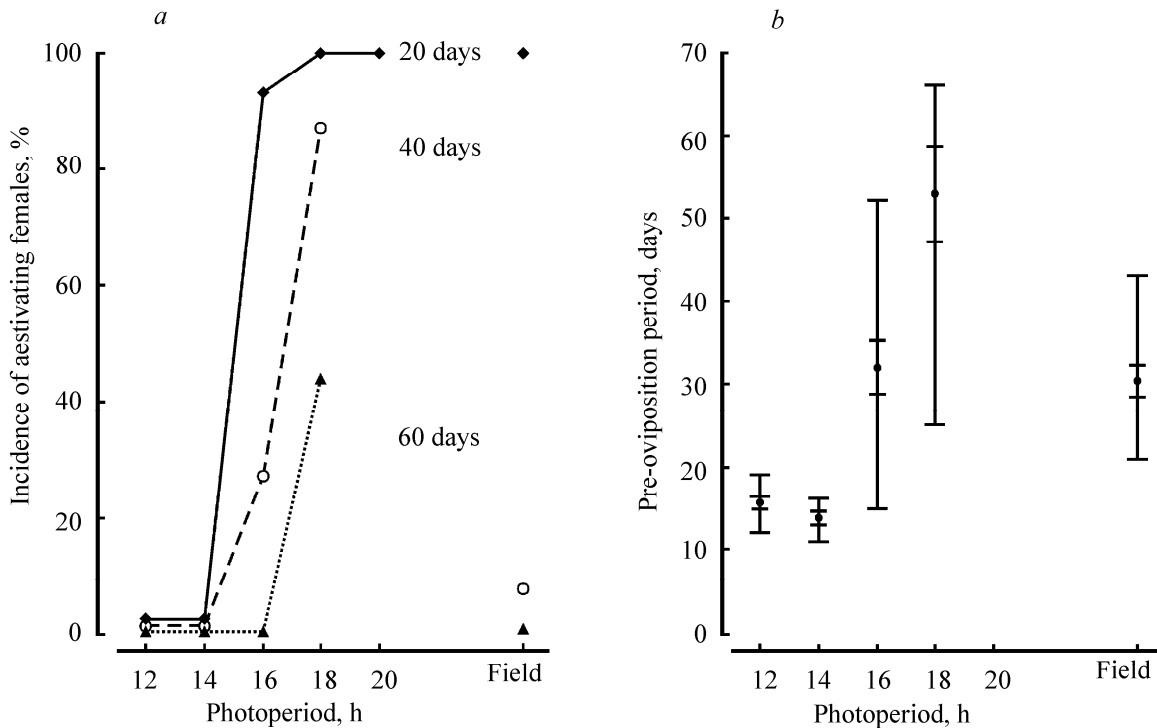 a
Incidence of aestivating females, %
100
80
60
40
20
0
20 days
40 days
60 days
12 14 16 18 20 Field
Photoperiod, h
b
Pre-oviposition period, days
70
60
50
40
30
20
10
0
12 14 16 18 20 Field
Photoperiod, h